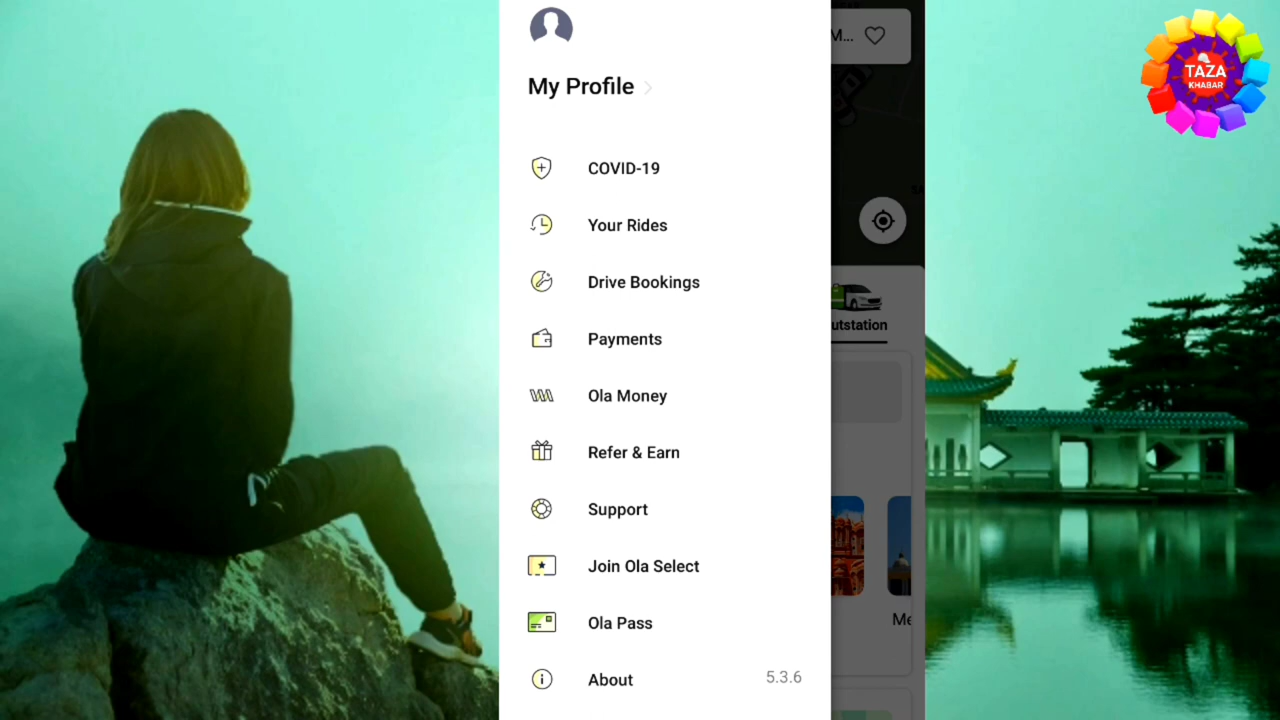 My Profile
COVID-19
Your Rides
Drive Bookings
Payments
Ola Money
Refer & Earn
Support
Join Ola Select
Ola Pass
About
5.3.6
M...
utstation
Me
TAZA
KHABAR